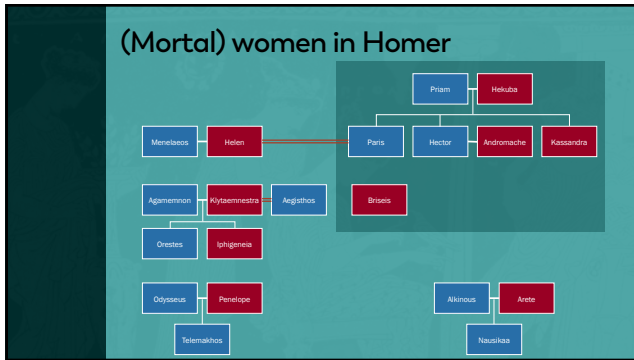 (Mortal) women in Homer
Priam
Hekuba
Menelaeos
Helen
Paris
Hector
Andromache
Kassandra
Agamemnon
Klytaemnestra
Aegisthos
Briseis
Orestes
Iphigeneia
Odysseus
Penelope
Alkinous
Arete
Telemakhos
Nausikaa